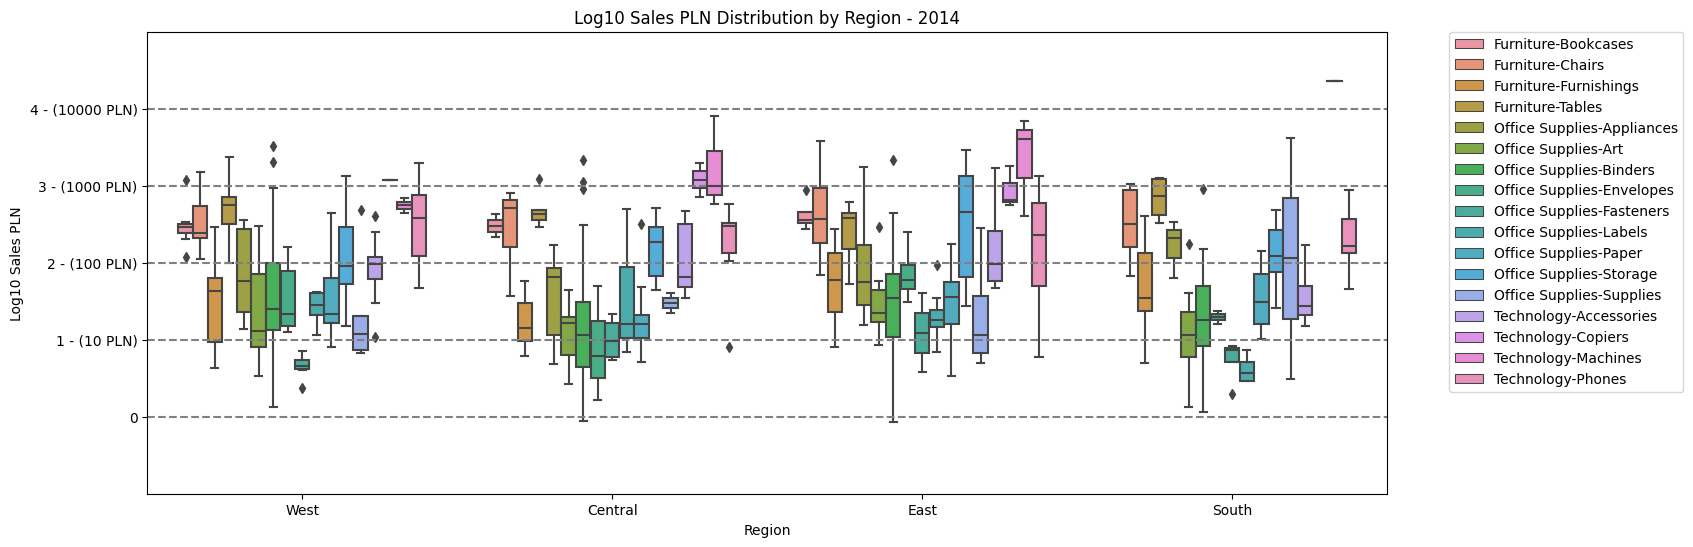 Log10 Sales PLN Distribution by Region - 2014
Log10 Sales PLN
4 - (10000 PLN)
3 - (1000 PLN)
2 - (100 PLN)
1 - (10 PLN)
0
West
Central
East
South
Region
Furniture-Bookcases
Furniture-Chairs
Furniture-Furnishings
Furniture-Tables
Office Supplies-Appliances
Office Supplies-Art
Office Supplies-Binders
Office Supplies-Envelopes
Office Supplies-Fasteners
Office Supplies-Labels
Office Supplies-Paper
Office Supplies-Storage
Office Supplies-Supplies
Technology-Accessories
Technology-Copiers
Technology-Machines
Technology-Phones